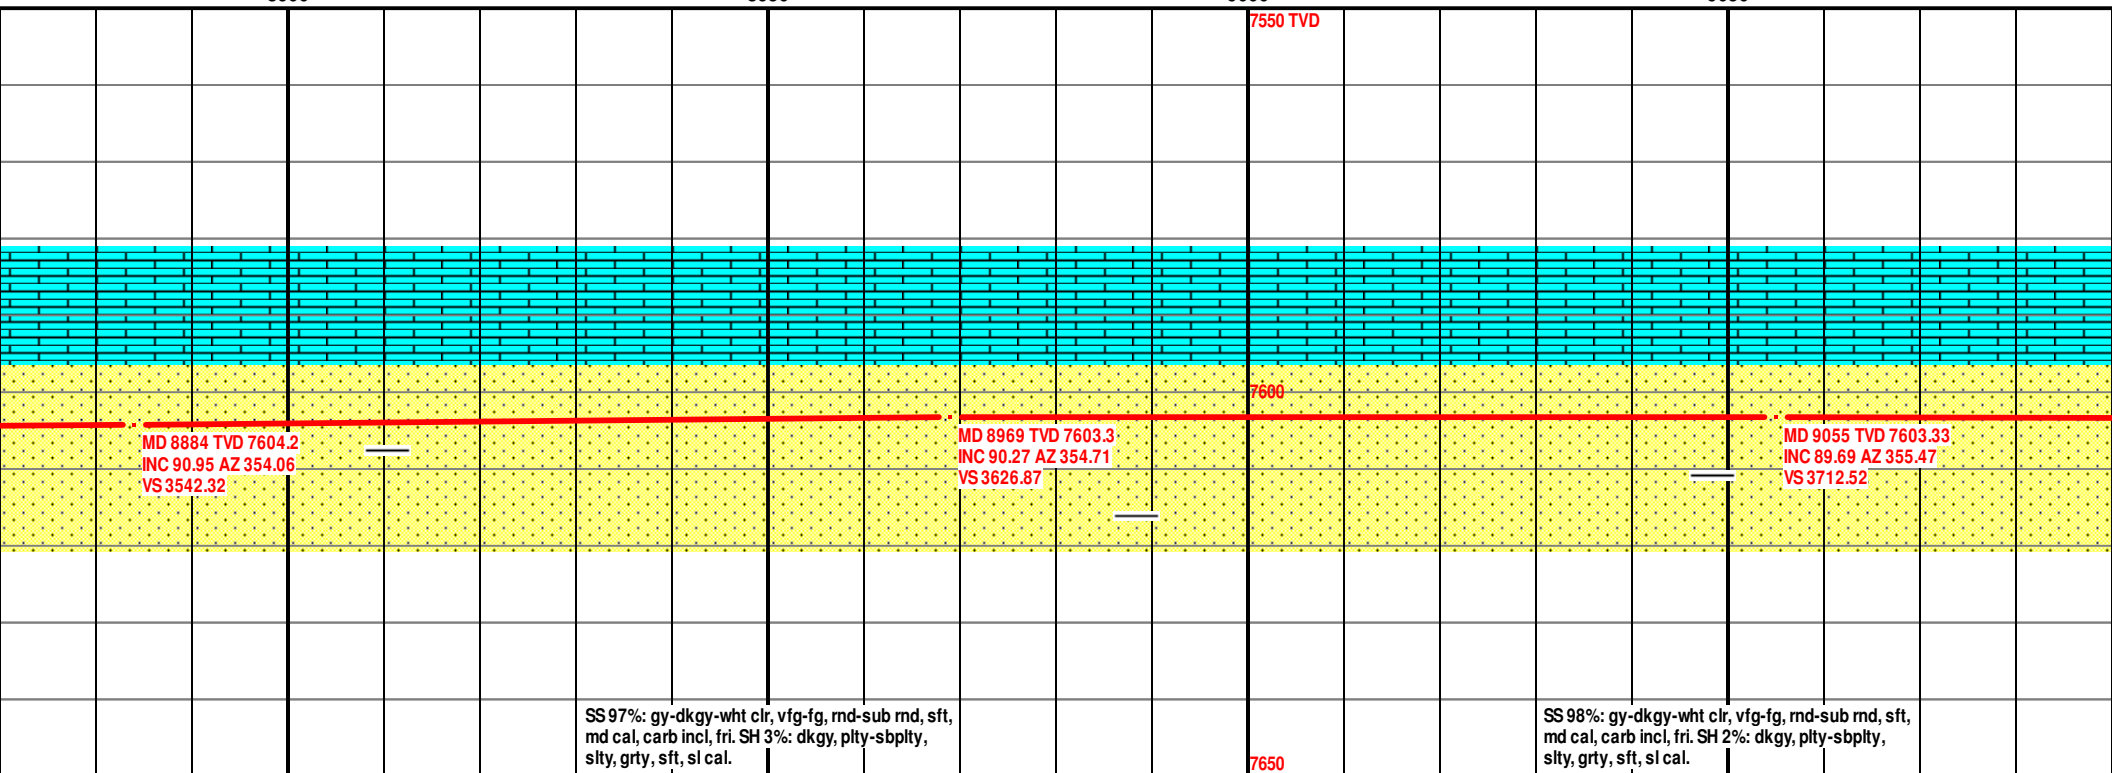 7550 TVD
7600
MD 8884 TVD 7604.2
INC 90.95 AZ 354.06
VS 3542.32
MD 8969 TVD 7603.3
INC 90.27 AZ 354.71
VS 3626.87
MD 9055 TVD 7603.33
INC 89.69 AZ 355.47
VS 3712.52
SS 97%: gy-dkgy-wht clr, vfg-fg, rnd-sub rnd, sft,
md cal, carb incl, fri. SH 3%: dkgy, plty-sbplty,
slty, grty, sft, sl cal.
SS 98%: gy-dkgy-wht clr, vfg-fg, rnd-sub rnd, sft,
md cal, carb incl, fri. SH 2%: dkgy, plty-sbplty,
slty, grty, sft, sl cal.
7650